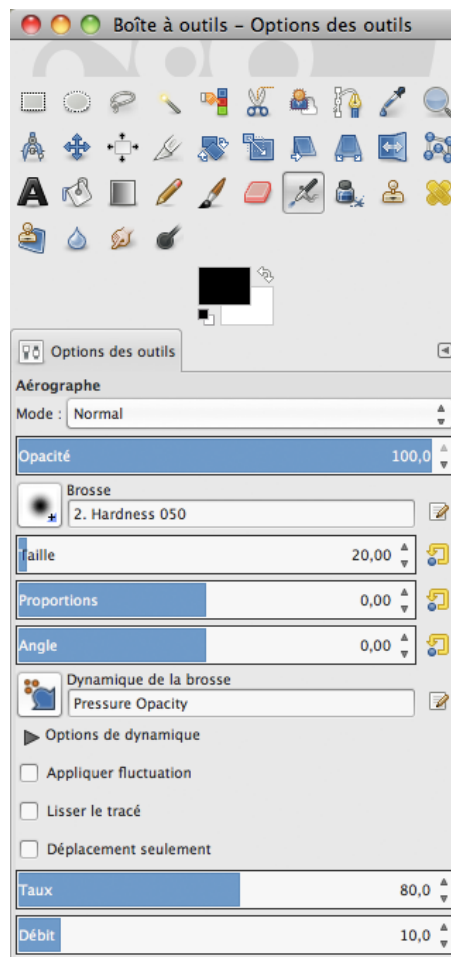 Boîte à outils – Options des outils
Options des outils
Aérographe
Mode : Normal
Opacité 100,0
Brosse
2. Hardness 050
Taille 20,00
Proportions 0,00
Angle 0,00
Dynamique de la brosse
Pressure Opacity
Options de dynamique
Appliquer fluctuation
Lisser le tracé
Déplacement seulement
Taux 80,0
Débit 10,0